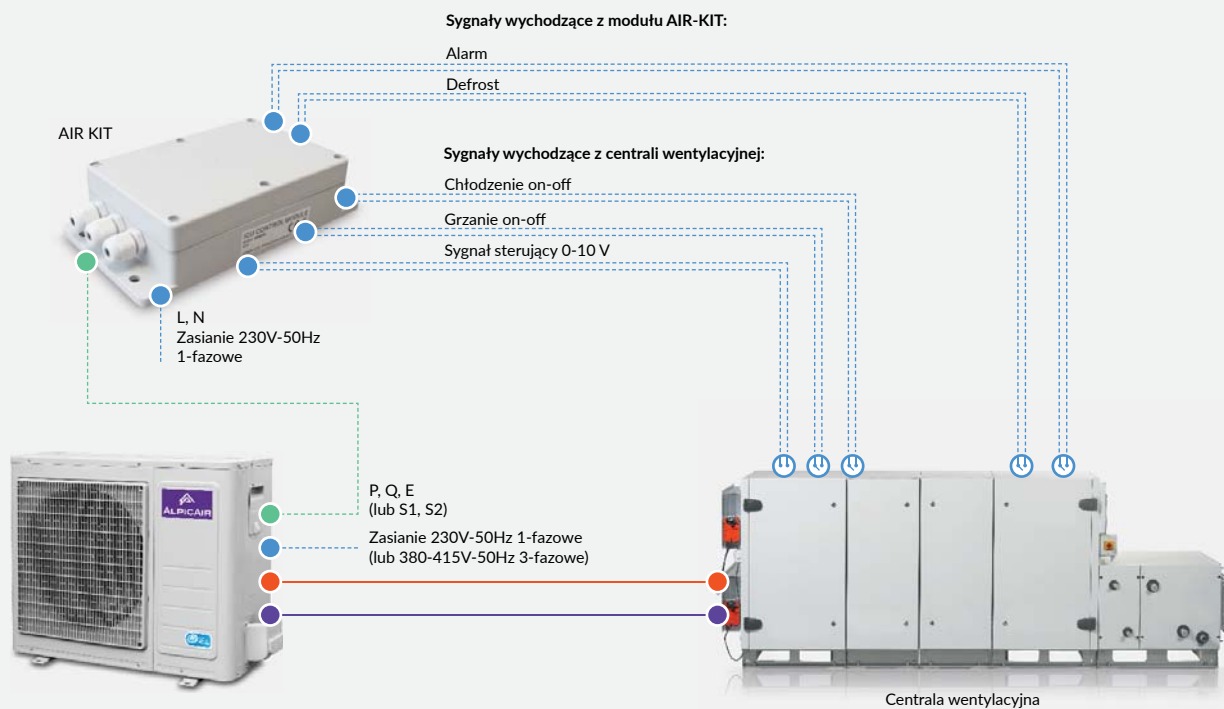 Sygnały wychodzące z modułu AIR-KIT:
Alarm
Defrost
AIR KIT
Sygnały wychodzące z centrali wentylacyjnej:
Chłodzenie on-off
Grzanie on-off
Sygnał sterujący 0-10 V
L, N
Zasianie 230V-50Hz
1-fazowe
P, Q, E
(lub S1, S2)
Zasianie 230V-50Hz 1-fazowe
(lub 380-415V-50Hz 3-fazowe)
ALPICAIR
Centrala wentylacyjna